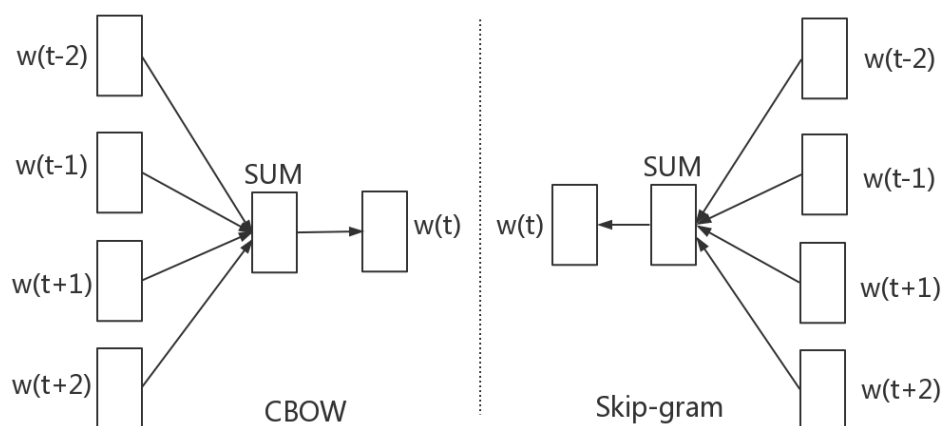 w(t-2)
w(t-1)
SUM
w(t)
w(t+1)
w(t+2)
CBOW
w(t-2)
SUM
w(t-1)
w(t)
w(t+1)
w(t+2)
Skip-gram